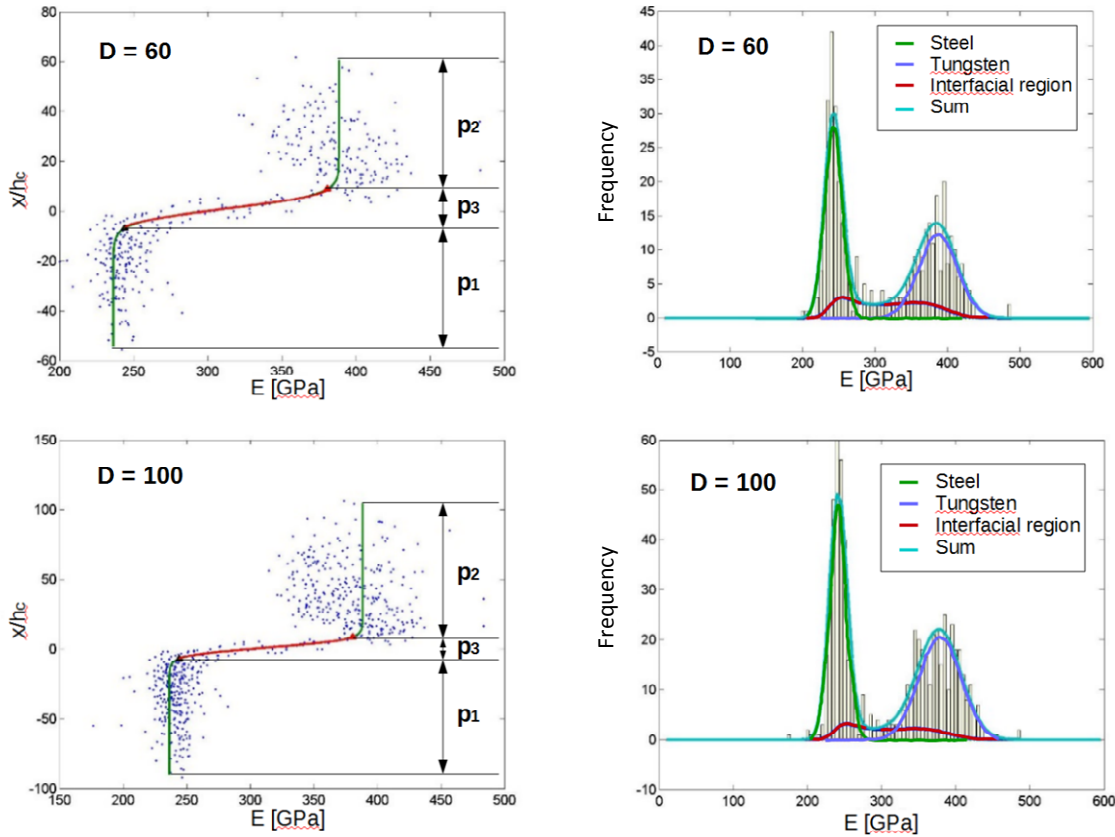 D = 60
80
60
40
20
0
-20
-40
-60
x/hc
p2
p3
p1
200
250
300
350
400
450
500
E [GPa]
D = 60
Steel
Tungsten
Interfacial region
Sum
45
40
35
30
25
20
15
10
5
0
-5
Frequency
0
100
200
300
400
500
600
E [GPa]
D = 100
150
100
50
0
-50
-100
x/hc
p2
p3
p1
150
200
250
300
350
400
450
500
E [GPa]
D = 100
Steel
Tungsten
Interfacial region
Sum
60
50
40
30
20
10
0
-10
Frequency
0
100
200
300
400
500
600
E [GPa]